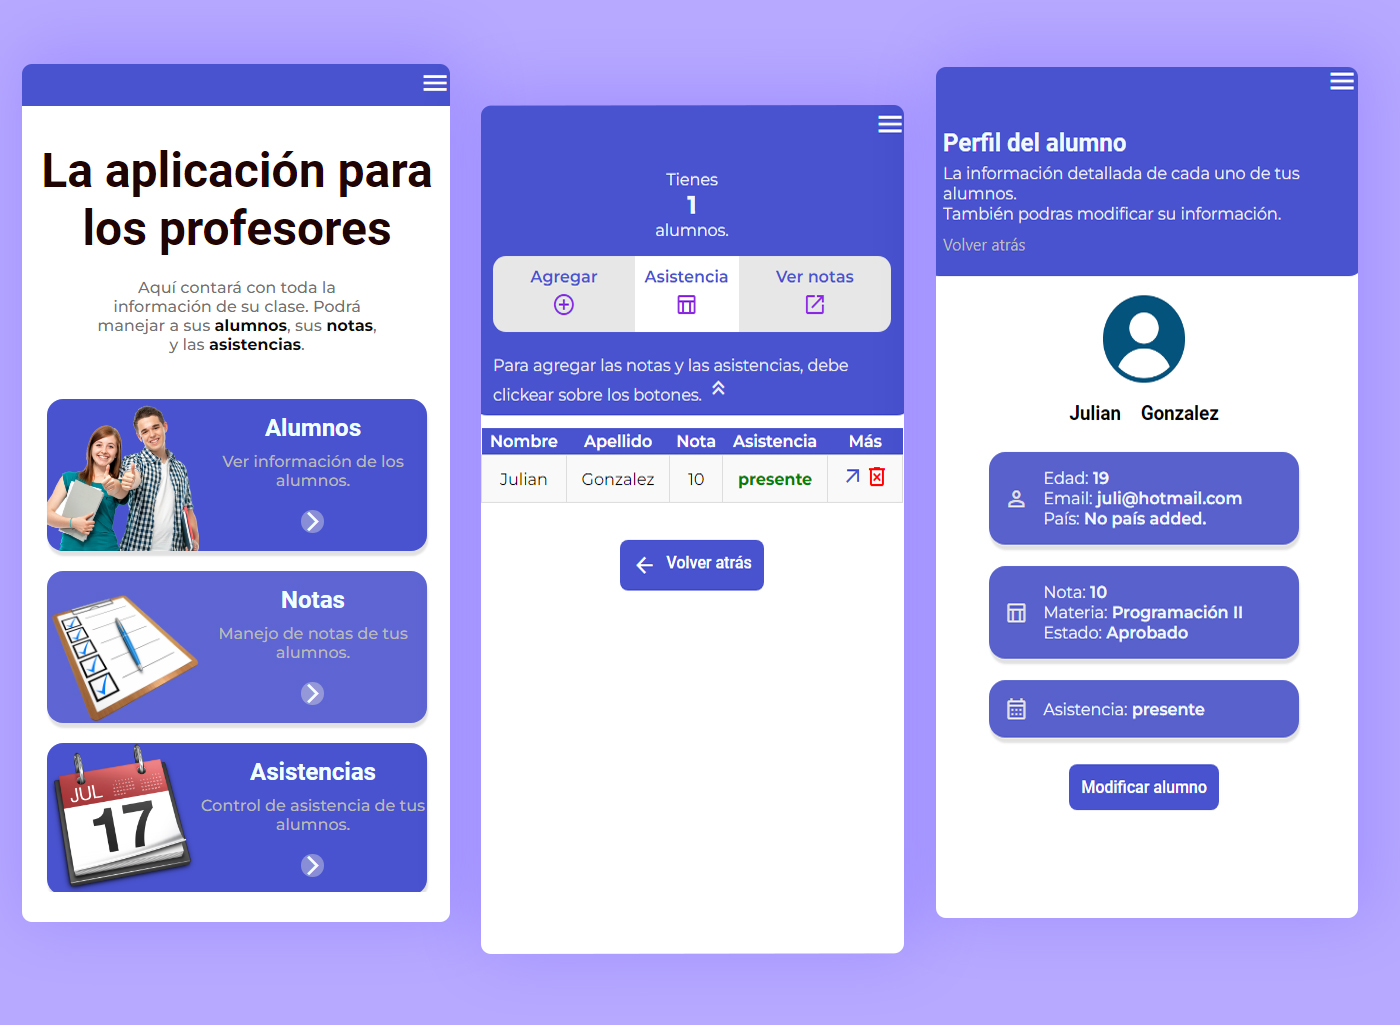 La aplicación para
los profesores
Aquí contará con toda la
información de su clase. Podrá
manejar a sus alumnos, sus notas,
y las asistencias.
Alumnos
Ver información de los
alumnos.
Notas
Manejo de notas de tus
alumnos.
JUL
17
Asistencias
Control de asistencia de tus
alumnos.
Tienes
1
alumnos.
Agregar Asistencia Ver notas
Para agregar las notas y las asistencias, debe
clickear sobre los botones.
Nombre Apellido Nota Asistencia Más
Julian Gonzalez 10 presente
Volver atrás
Perfil del alumno
La información detallada de cada uno de tus
alumnos.
También podras modificar su información.
Volver atrás
Julian Gonzalez
Edad: 19
Email: juli@hotmail.com
País: No país added.
Nota: 10
Materia: Programación II
Estado: Aprobado
Asistencia: presente
Modificar alumno